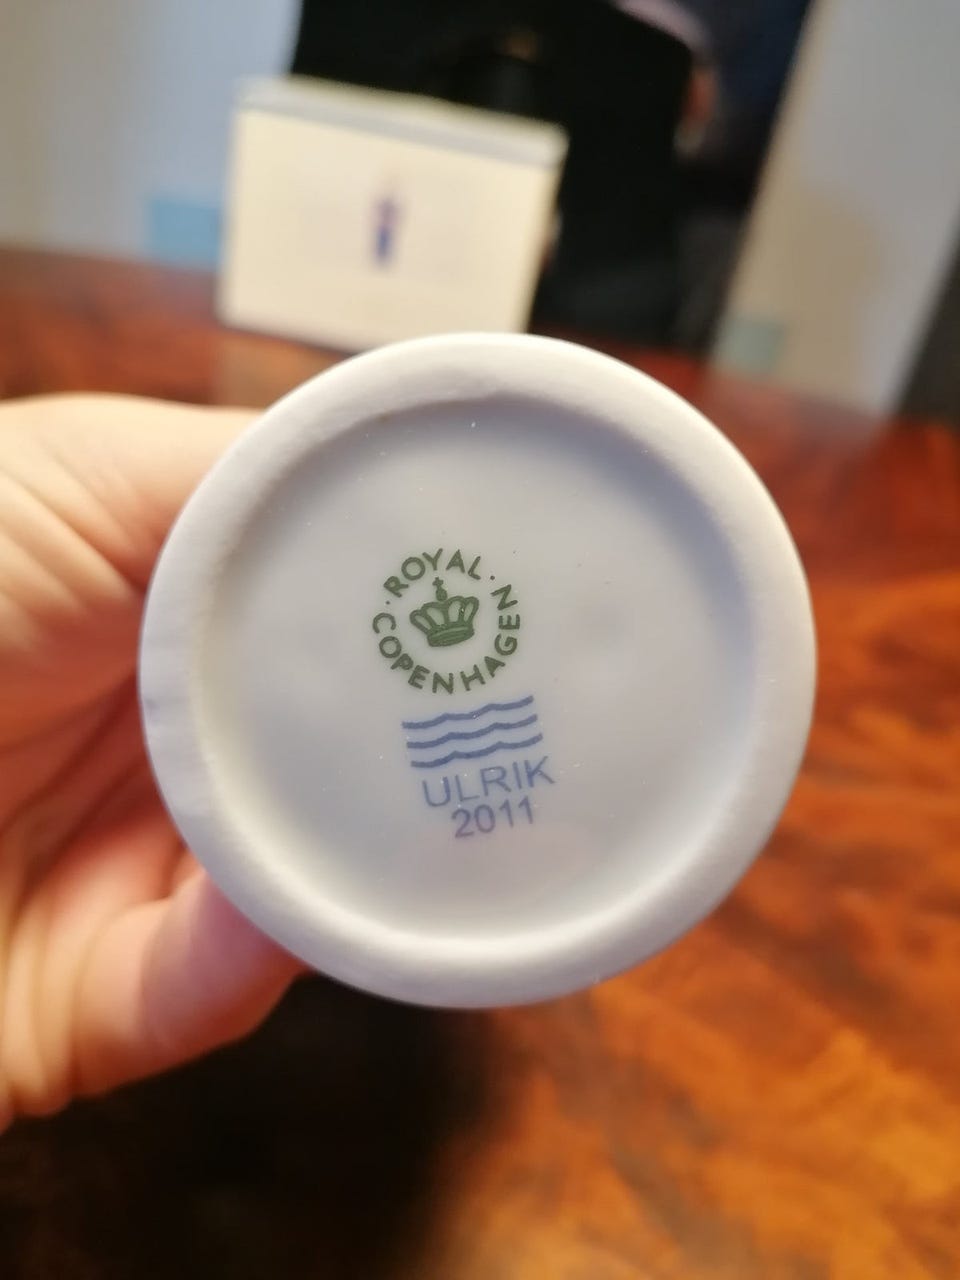 ROYAL
COPENHAGEN
ULRIK
2011